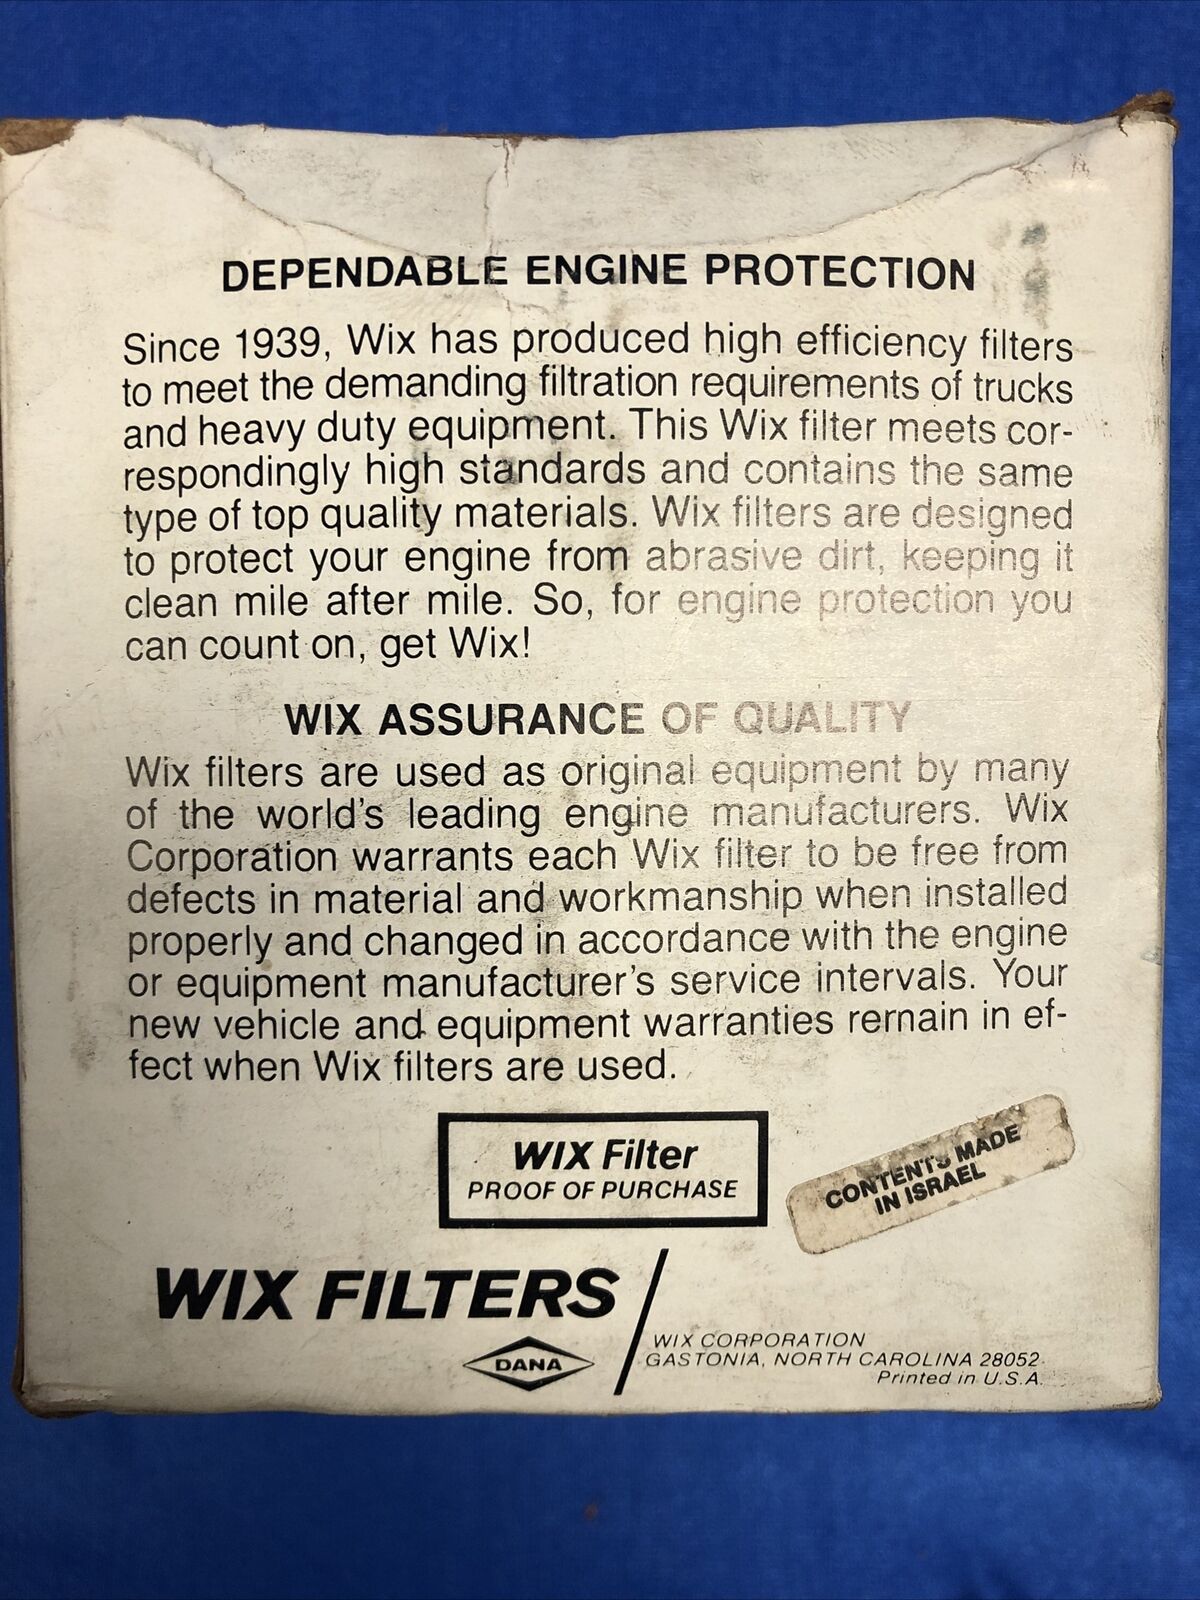 DEPENDABLE ENGINE PROTECTION
Since 1939, Wix has produced high efficiency filters
to meet the demanding filtration requirements of trucks
and heavy duty equipment. This Wix filter meets cor-
respondingly high standards and contains the same
type of top quality materials. Wix filters are designed
to protect your engine from abrasive dirt, keeping it
clean mile after mile. So, for engine protection you
can count on, get Wix!
WIX ASSURANCE OF QUALITY
Wix filters are used as original equipment by many
of the world's leading engine manufacturers. Wix
Corporation warrants each Wix filter to be free from
defects in material and workmanship when installed
properly and changed in accordance with the engine
or equipment manufacturer's service intervals. Your
new vehicle and equipment warranties remain in ef-
fect when Wix filters are used.
WIX Filter
PROOF OF PURCHASE
CONTENTS MADE
IN ISRAEL
WIX FILTERS
DANA
WIX CORPORATION
GASTONIA, NORTH CAROLINA 28052
Printed in U.S.A.